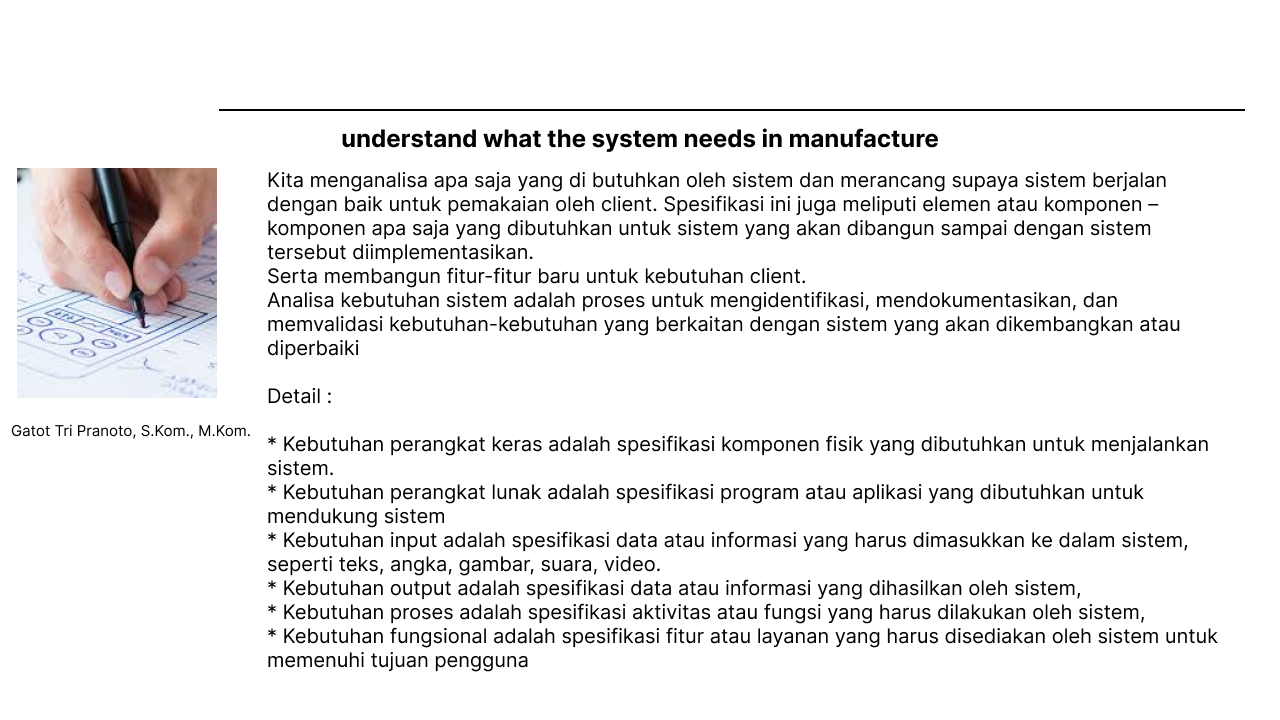 understand what the system needs in manufacture
Kita menganalisa apa saja yang di butuhkan oleh sistem dan merancang supaya sistem berjalan
dengan baik untuk pemakaian oleh client. Spesifikasi ini juga meliputi elemen atau komponen –
komponen apa saja yang dibutuhkan untuk sistem yang akan dibangun sampai dengan sistem
tersebut diimplementasikan.
Serta membangun fitur-fitur baru untuk kebutuhan client.
Analisa kebutuhan sistem adalah proses untuk mengidentifikasi, mendokumentasikan, dan
memvalidasi kebutuhan-kebutuhan yang berkaitan dengan sistem yang akan dikembangkan atau
diperbaiki
Detail :
* Kebutuhan perangkat keras adalah spesifikasi komponen fisik yang dibutuhkan untuk menjalankan
sistem.
* Kebutuhan perangkat lunak adalah spesifikasi program atau aplikasi yang dibutuhkan untuk
mendukung sistem
* Kebutuhan input adalah spesifikasi data atau informasi yang harus dimasukkan ke dalam sistem,
seperti teks, angka, gambar, suara, video.
* Kebutuhan output adalah spesifikasi data atau informasi yang dihasilkan oleh sistem,
* Kebutuhan proses adalah spesifikasi aktivitas atau fungsi yang harus dilakukan oleh sistem,
* Kebutuhan fungsional adalah spesifikasi fitur atau layanan yang harus disediakan oleh sistem untuk
memenuhi tujuan pengguna
Gatot Tri Pranoto, S.Kom., M.Kom.